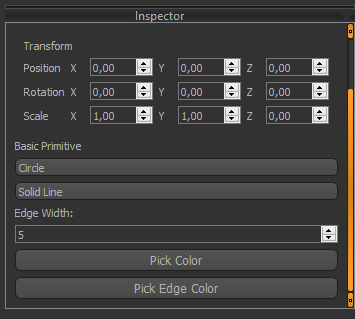 Inspector
Transform
Position X 0,00 Y 0,00 Z 0,00
Rotation X 0,00 Y 0,00 Z 0,00
Scale X 1,00 Y 1,00 Z 0,00
Basic Primitive
Circle
Solid Line
Edge Width:
5
Pick Color
Pick Edge Color